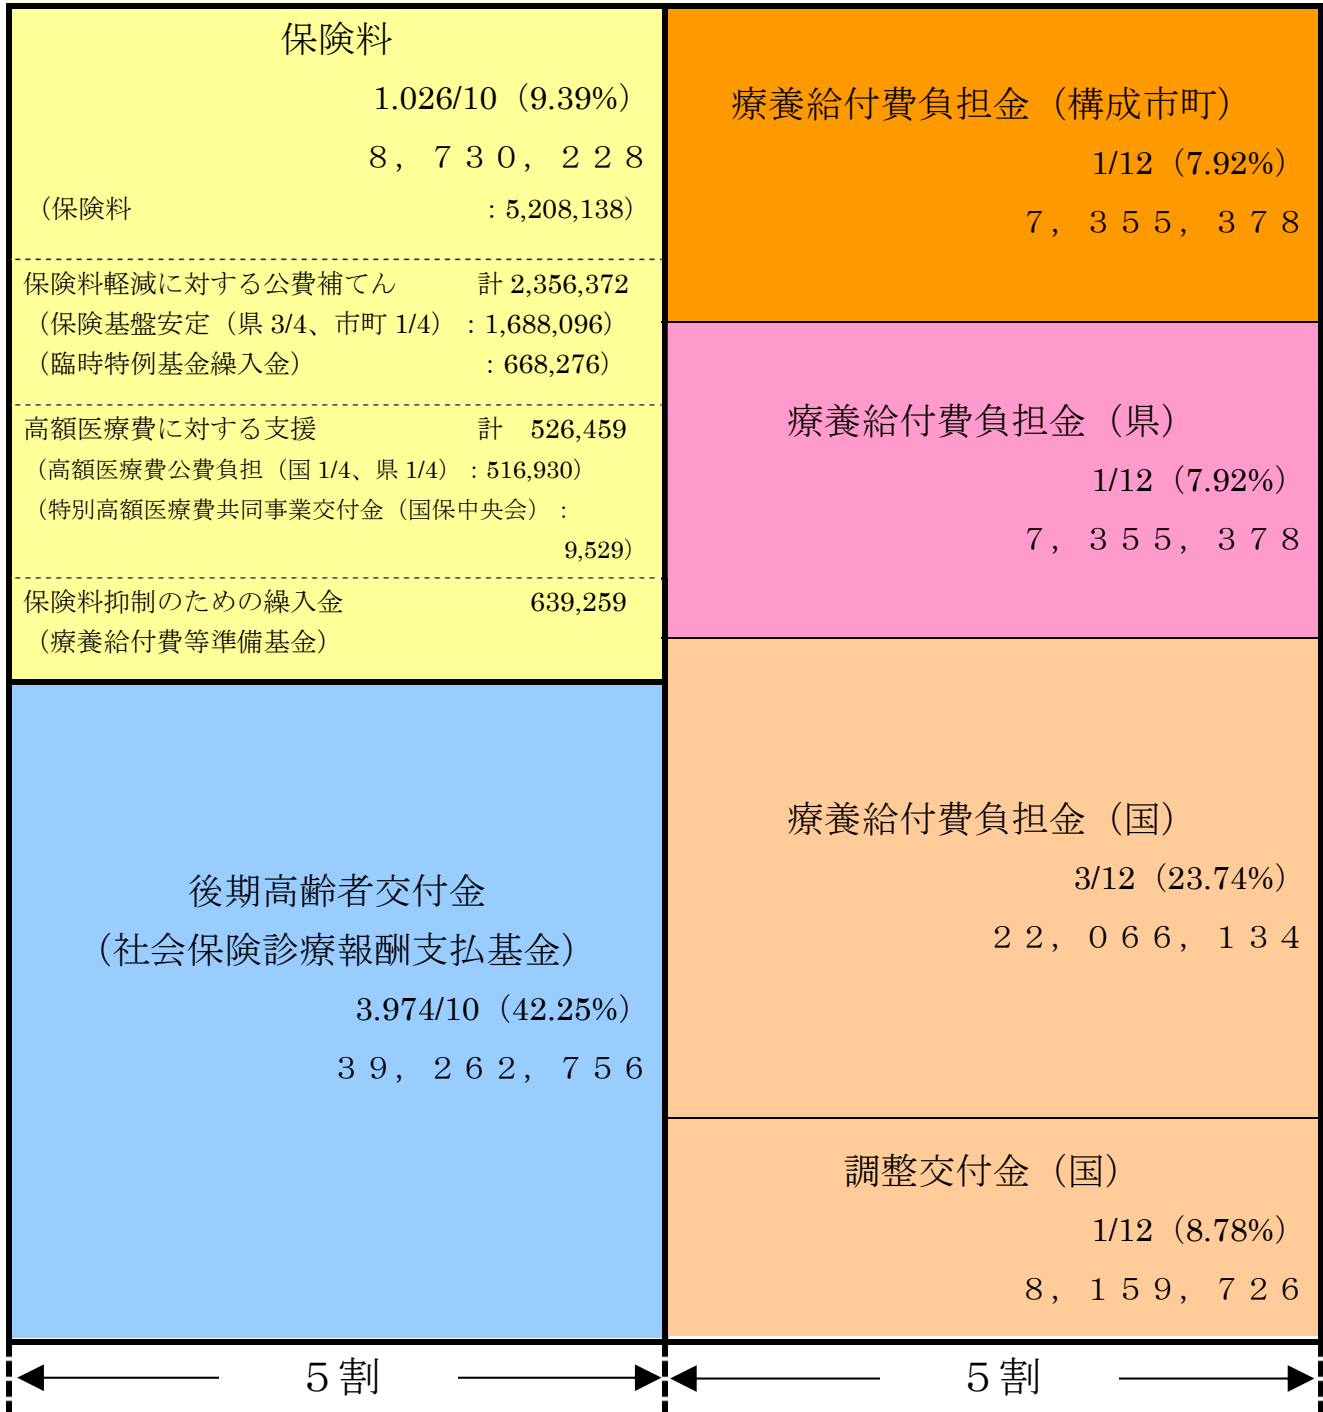 保険料
1.026/10（9.39%）
８，７３０，２２８
（保険料　：5,208,138）
保険料軽減に対する公費補てん　計 2,356,372
（保険基盤安定（県 3/4、市町 1/4）：1,688,096）
（臨時特例基金繰入金）　：668,276）
高額医療費に対する支援　計　526,459
（高額医療費公費負担（国 1/4、県 1/4）：516,930）
（特別高額医療費共同事業交付金（国保中央会）：
9,529）
保険料抑制のための繰入金　639,259
（療養給付費等準備基金）
後期高齢者交付金
（社会保険診療報酬支払基金）
3.974/10（42.25%）
３９，２６２，７５６
療養給付費負担金（構成市町）
1/12（7.92%）
７，３５５，３７８
療養給付費負担金（県）
1/12（7.92%）
７，３５５，３７８
療養給付費負担金（国）
3/12（23.74%）
２２，０６６，１３４
調整交付金（国）
1/12（8.78%）
８，１５９，７２６
５割
５割